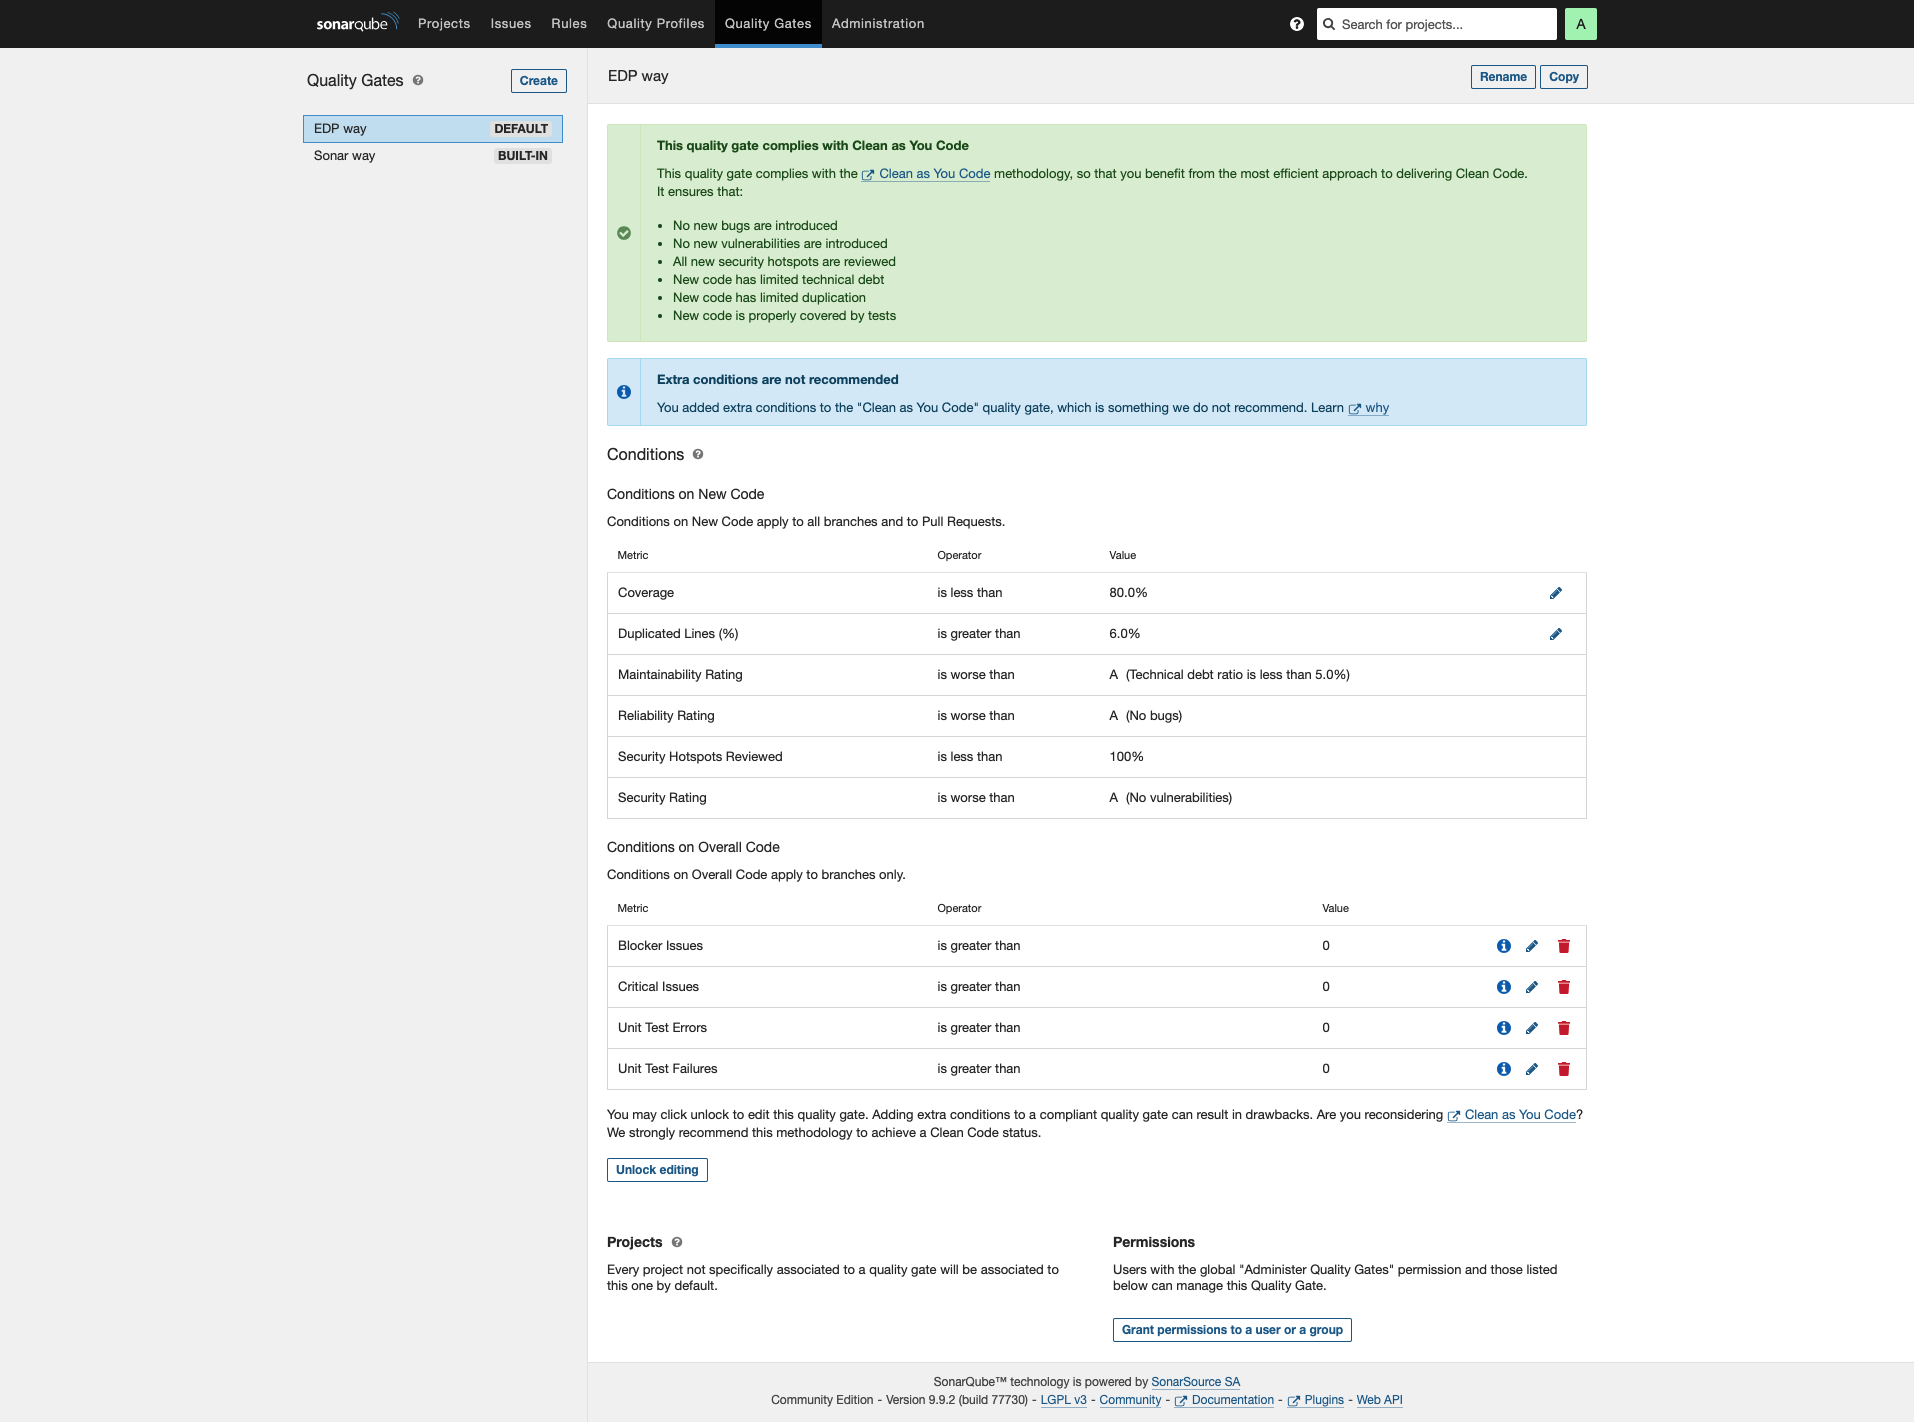 sonarqube Projects Issues Rules Quality Profiles Quality Gates Administration Search for projects... A
Quality Gates Create
EDP way DEFAULT
Sonar way BUILT-IN
EDP way Rename Copy
This quality gate complies with Clean as You Code
This quality gate complies with the Clean as You Code methodology, so that you benefit from the most efficient approach to delivering Clean Code.
It ensures that:
• No new bugs are introduced
• No new vulnerabilities are introduced
• All new security hotspots are reviewed
• New code has limited technical debt
• New code has limited duplication
• New code is properly covered by tests
Extra conditions are not recommended
You added extra conditions to the "Clean as You Code" quality gate, which is something we do not recommend. Learn why
Conditions
Conditions on New Code
Conditions on New Code apply to all branches and to Pull Requests.
Metric Operator Value
Coverage is less than 80.0%
Duplicated Lines (%) is greater than 6.0%
Maintainability Rating is worse than A (Technical debt ratio is less than 5.0%)
Reliability Rating is worse than A (No bugs)
Security Hotspots Reviewed is less than 100%
Security Rating is worse than A (No vulnerabilities)
Conditions on Overall Code
Conditions on Overall Code apply to branches only.
Metric Operator Value
Blocker Issues is greater than 0
Critical Issues is greater than 0
Unit Test Errors is greater than 0
Unit Test Failures is greater than 0
You may click unlock to edit this quality gate. Adding extra conditions to a compliant quality gate can result in drawbacks. Are you reconsidering Clean as You Code?
We strongly recommend this methodology to achieve a Clean Code status.
Unlock editing
Projects
Every project not specifically associated to a quality gate will be associated to
this one by default.
Permissions
Users with the global "Administer Quality Gates" permission and those listed
below can manage this Quality Gate.
Grant permissions to a user or a group
SonarQube™ technology is powered by SonarSource SA
Community Edition - Version 9.9.2 (build 77730) - LGPL v3 - Community - Documentation - Plugins - Web API